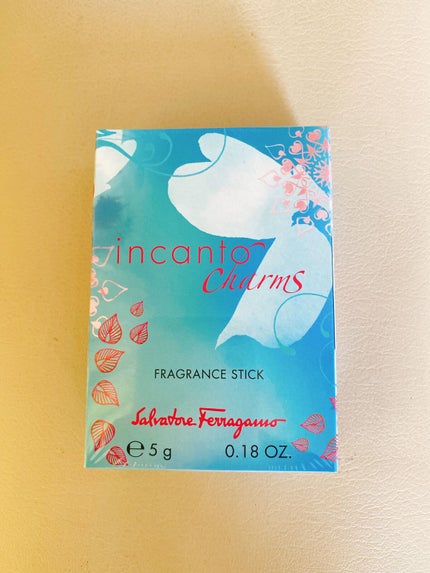 incanto
charms
FRAGRANCE STICK
Salvatore Ferragamo
℮ 5 g 0.18 OZ.